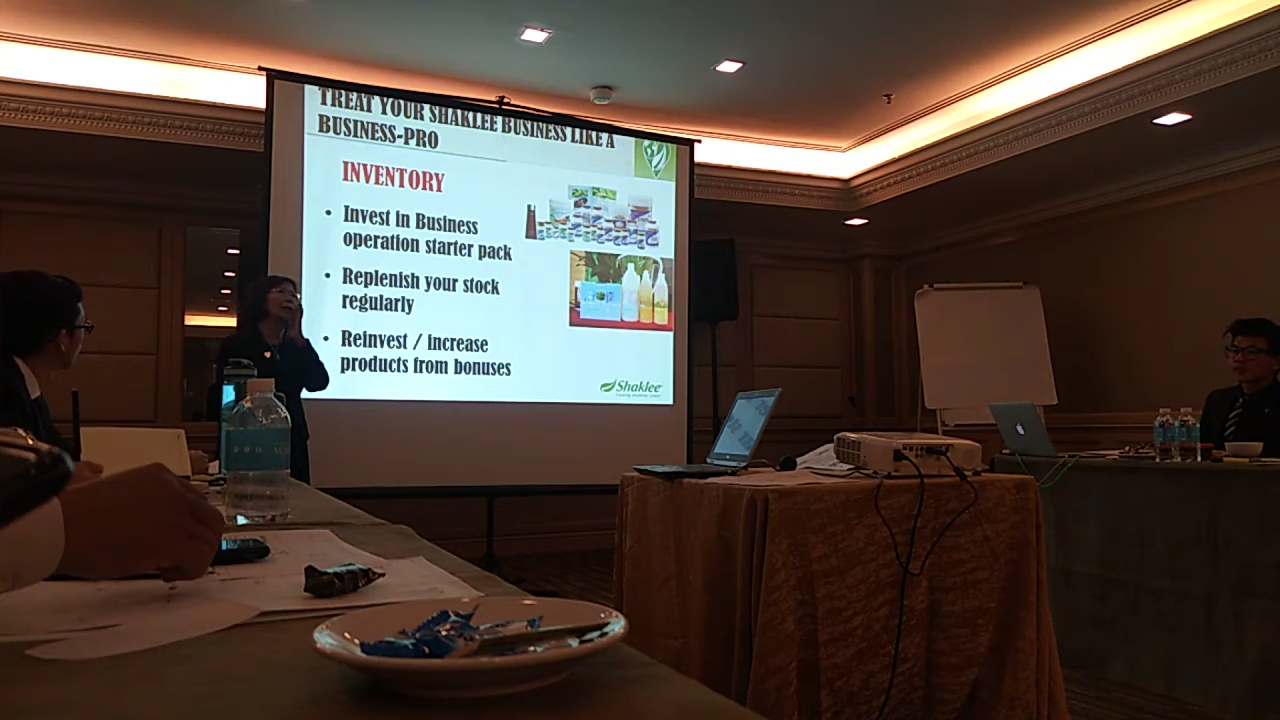 TREAT YOUR SHAKLEE BUSINESS LIKE A
BUSINESS-PRO
INVENTORY
• Invest in Business
operation starter pack
• Replenish your stock
regularly
• Reinvest / increase
products from bonuses
Shaklee